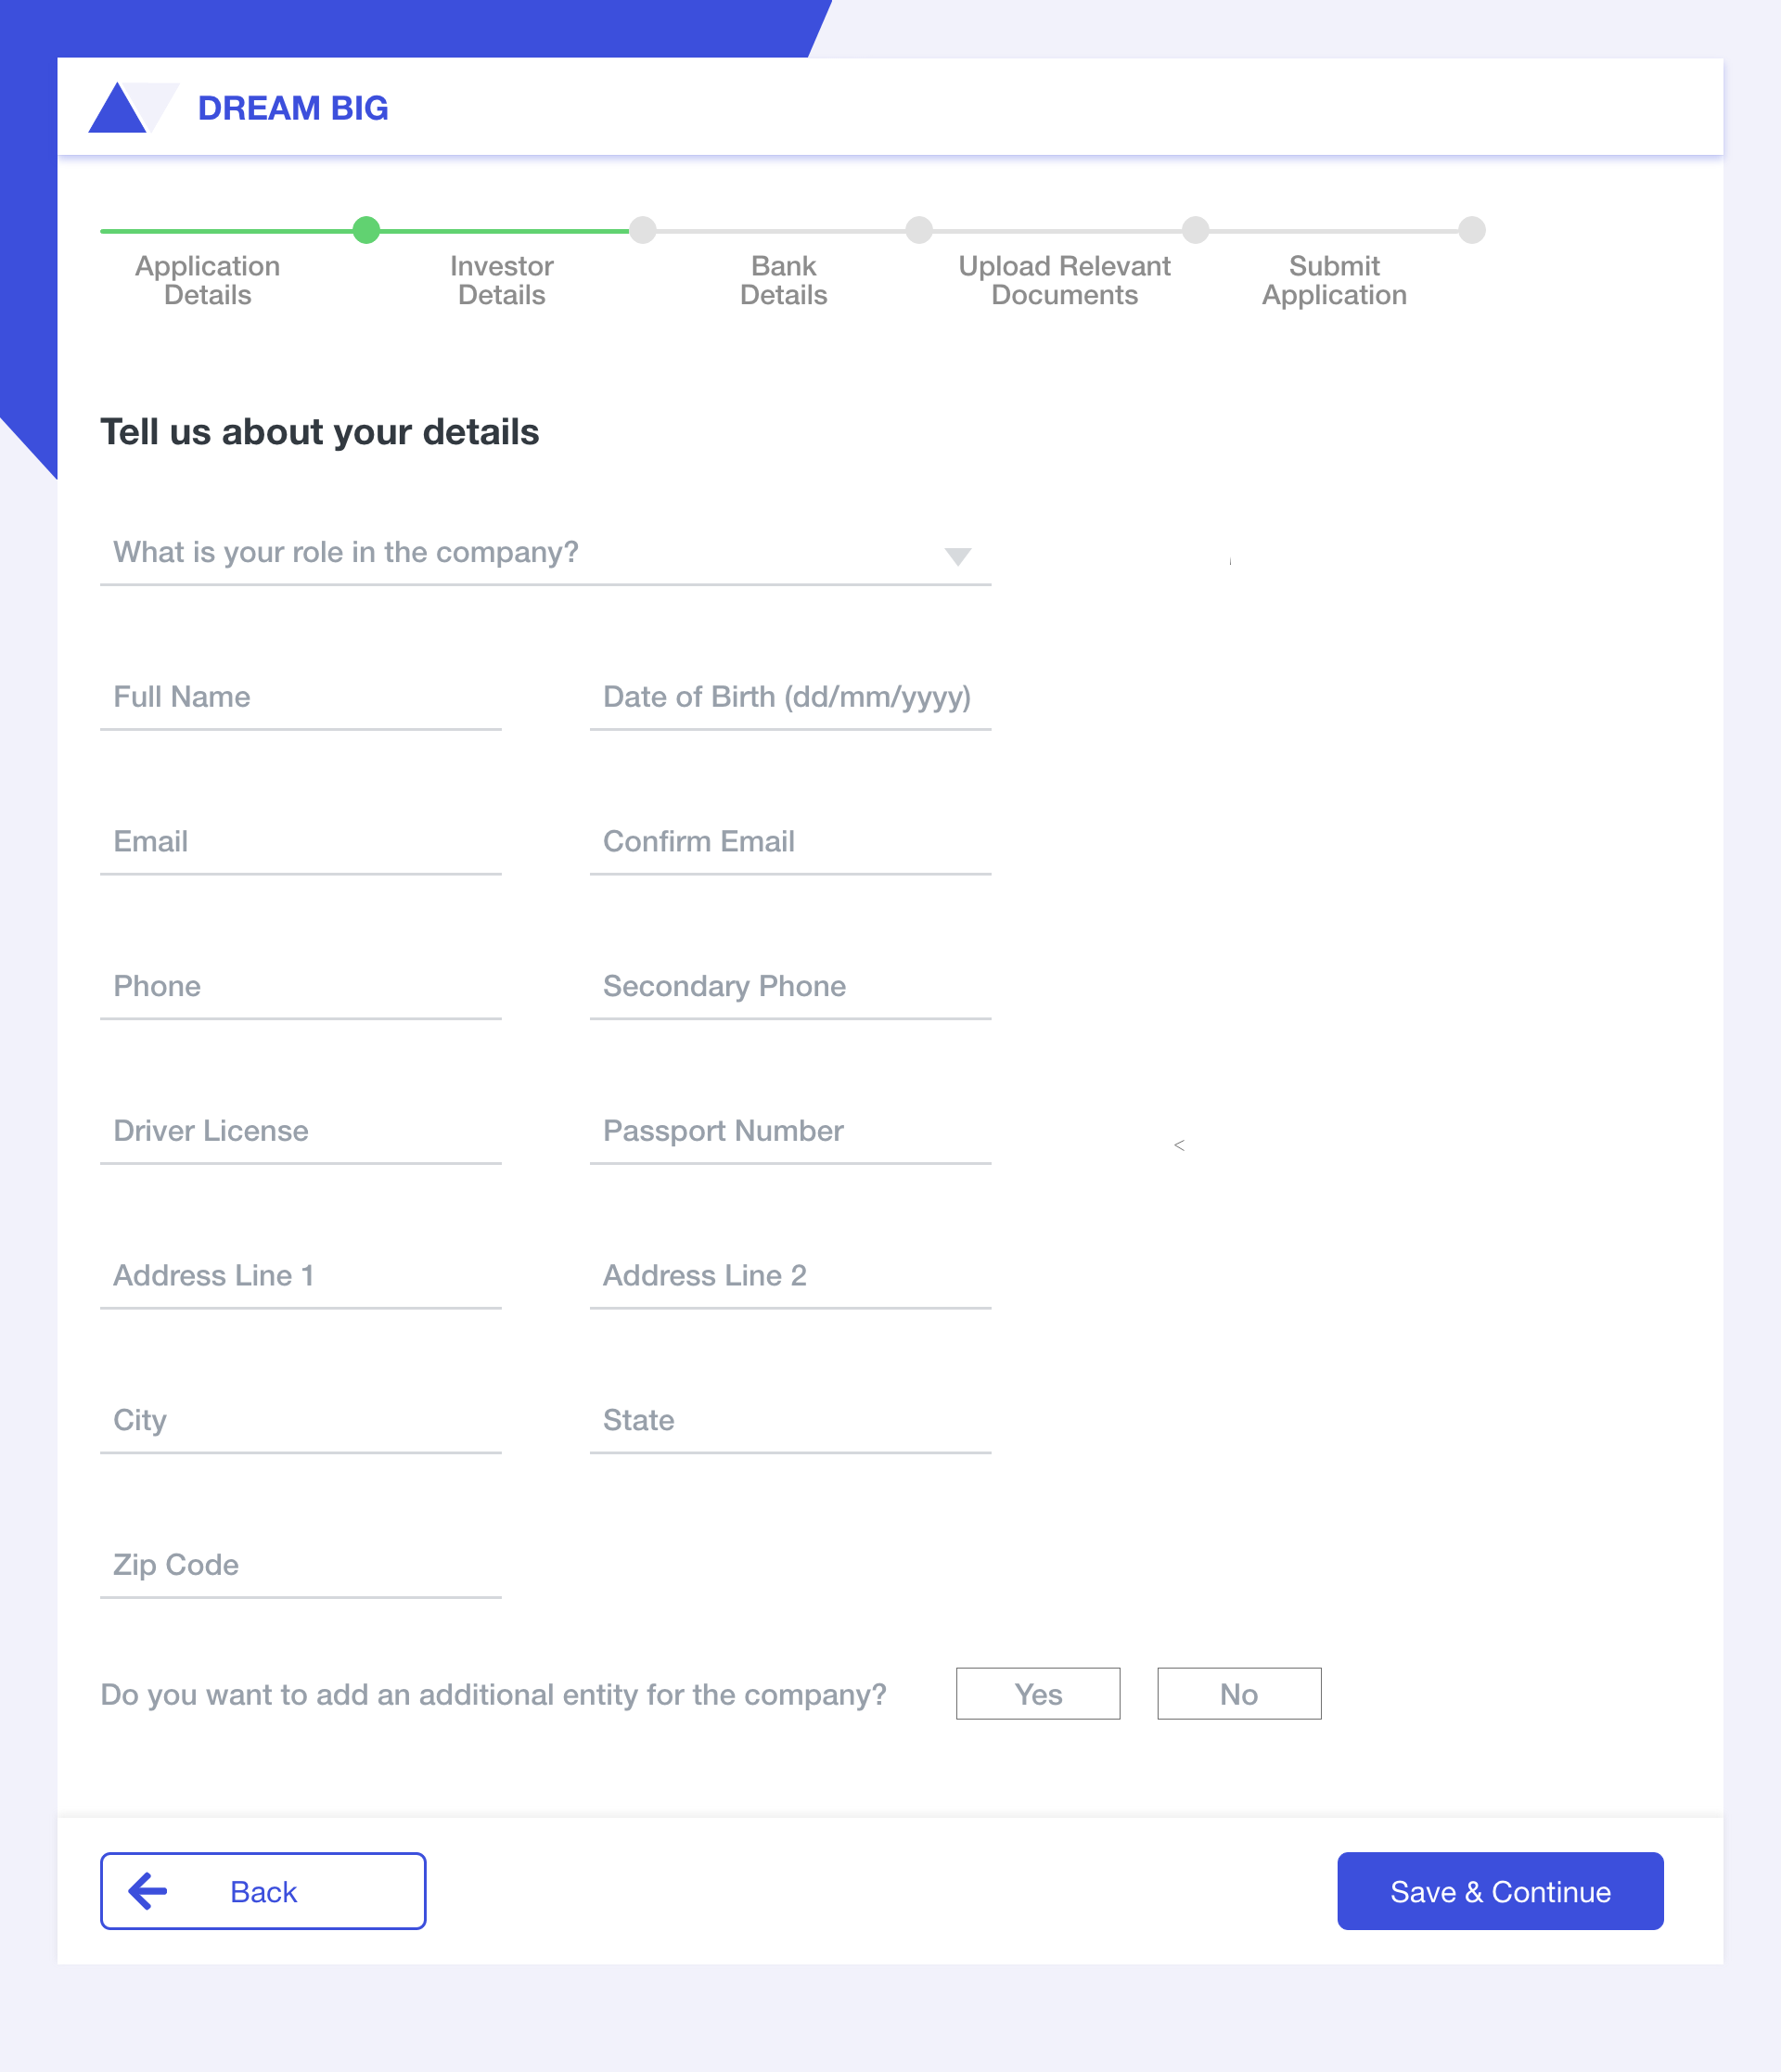 DREAM BIG
Application
Details
Investor
Details
Bank
Details
Upload Relevant
Documents
Submit
Application
Tell us about your details
What is your role in the company?
Full Name
Date of Birth (dd/mm/yyyy)
Email
Confirm Email
Phone
Secondary Phone
Driver License
Passport Number
<
Address Line 1
Address Line 2
City
State
Zip Code
Do you want to add an additional entity for the company?
Yes
No
Back
Save & Continue